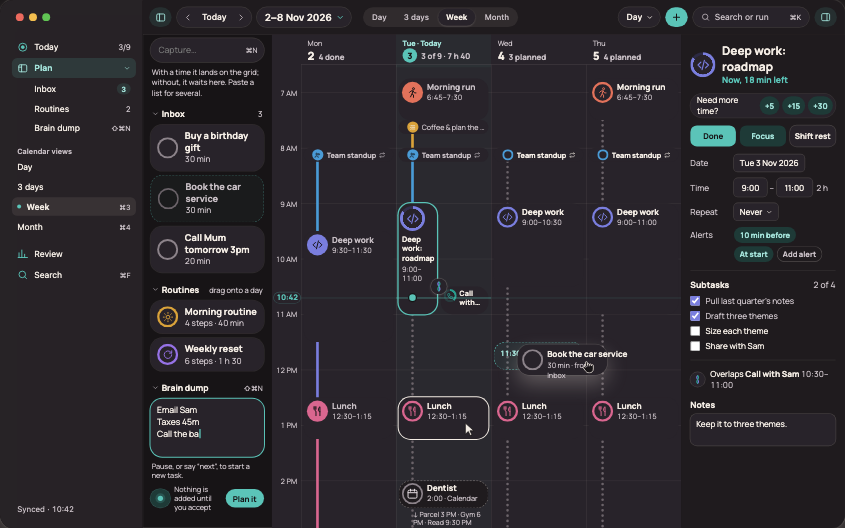 Today
3/9
Plan
Inbox
3
Routines
2
Brain dump
⇧⌘N
Calendar views
Day
3 days
Week
⌘3
Month
⌘4
Review
Search
⌘F
Synced · 10:42
Today
2–8 Nov 2026
Day
3 days
Week
Month
Day
Search or run
⌘K
Capture...
⌘N
With a time it lands on the grid;
without, it waits here. Paste a
list for several.
Inbox
3
Buy a birthday
gift
30 min
Book the car
service
30 min
Call Mum
tomorrow 3pm
20 min
Routines
drag onto a day
Morning routine
4 steps · 40 min
Weekly reset
6 steps · 1 h 30
Brain dump
⇧⌘N
Email Sam
Taxes 45m
Call the ba
Pause, or say "next", to start a
new task.
Nothing is
added until
you accept
Plan it
Mon
2 4 done
Tue · Today
3 3 of 9 · 7 h 40
Wed
4 3 planned
Thu
5 4 planned
7 AM
8 AM
9 AM
10 AM
10:42
11 AM
12 PM
1 PM
2 PM
Team standup
Deep work
9:30–11:30
Lunch
12:30–1:15
Morning run
6:45–7:30
Coffee & plan the ...
Team standup
Deep
work:
roadmap
9:00–
11:00
Call
with...
Lunch
12:30–1:15
Dentist
2:00 · Calendar
↓ Parcel 3 PM · Gym 6
PM · Read 9:30 PM
Team standup
Deep work
9:00–10:30
11:30
Book the car service
30 min · from
Inbox
Lunch
12:30–1:15
Morning run
6:45–7:30
Team standup
Deep work
9:00–11:00
Lunch
12:30–1:15
Deep work:
roadmap
Now, 18 min left
Need more
time?
+5
+15
+30
Done
Focus
Shift rest
Date
Tue 3 Nov 2026
Time
9:00
–
11:00
2 h
Repeat
Never
Alerts
10 min before
At start
Add alert
Subtasks
2 of 4
Pull last quarter's notes
Draft three themes
Size each theme
Share with Sam
Overlaps Call with Sam 10:30–
11:00
Notes
Keep it to three themes.